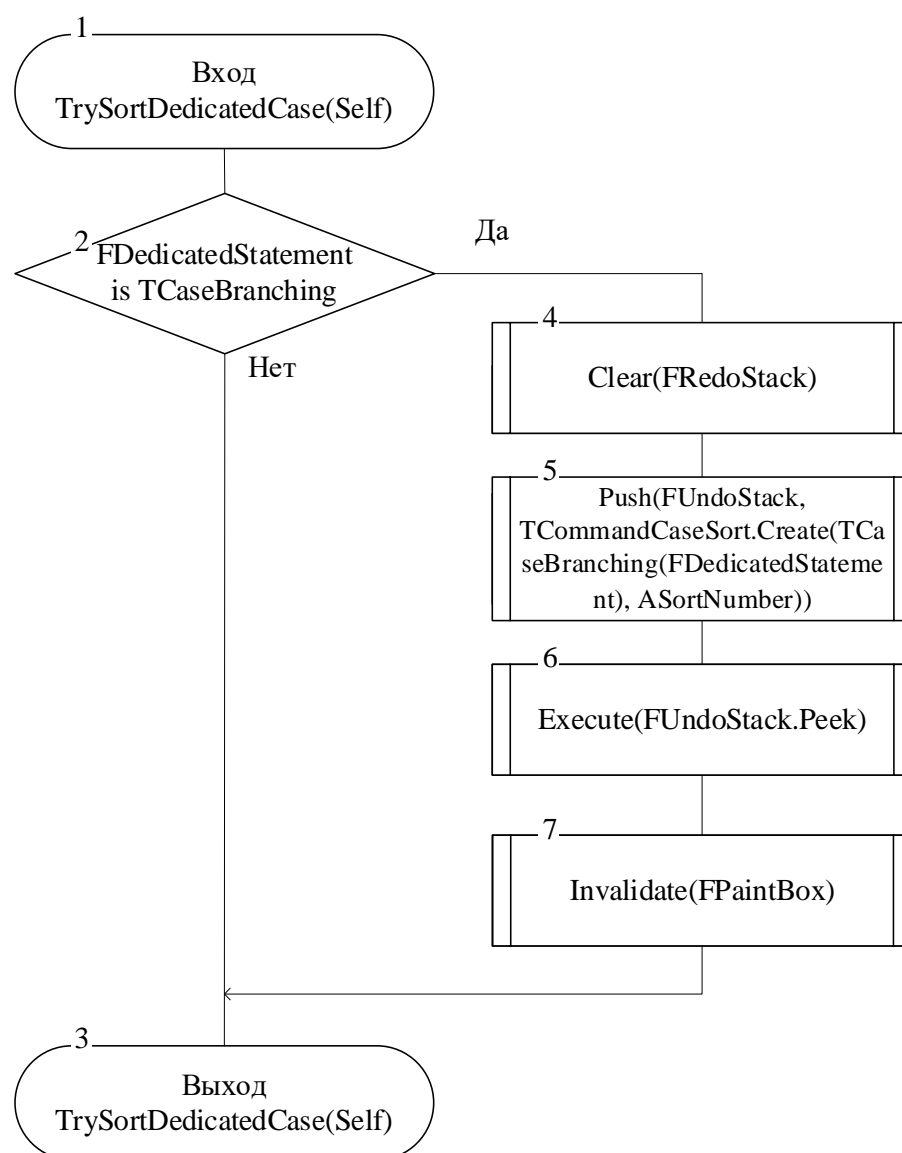 1
Вход
TrySortDedicatedCase(Self)
2
FDedicatedStatement
is TCaseBranching
Да
Нет
4
Clear(FRedoStack)
5
Push(FUndoStack,
TCommandCaseSort.Create(TCa
seBranching(FDedicatedStateme
nt), ASortNumber))
6
Execute(FUndoStack.Peek)
7
Invalidate(FPaintBox)
3
Выход
TrySortDedicatedCase(Self)